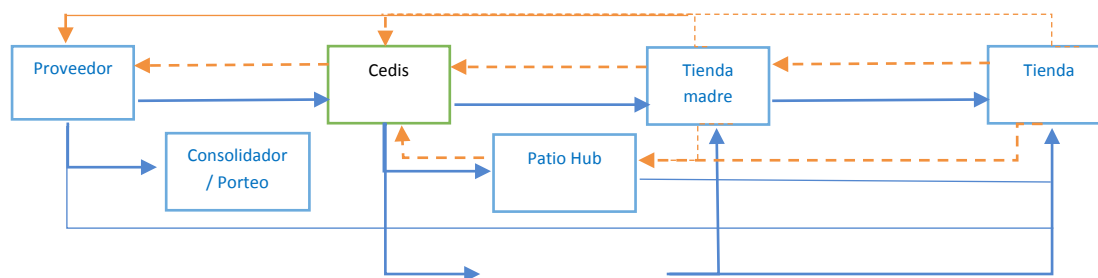 Proveedor
Cedis
Tienda
madre
Tienda
Consolidador
/ Porteo
Patio Hub